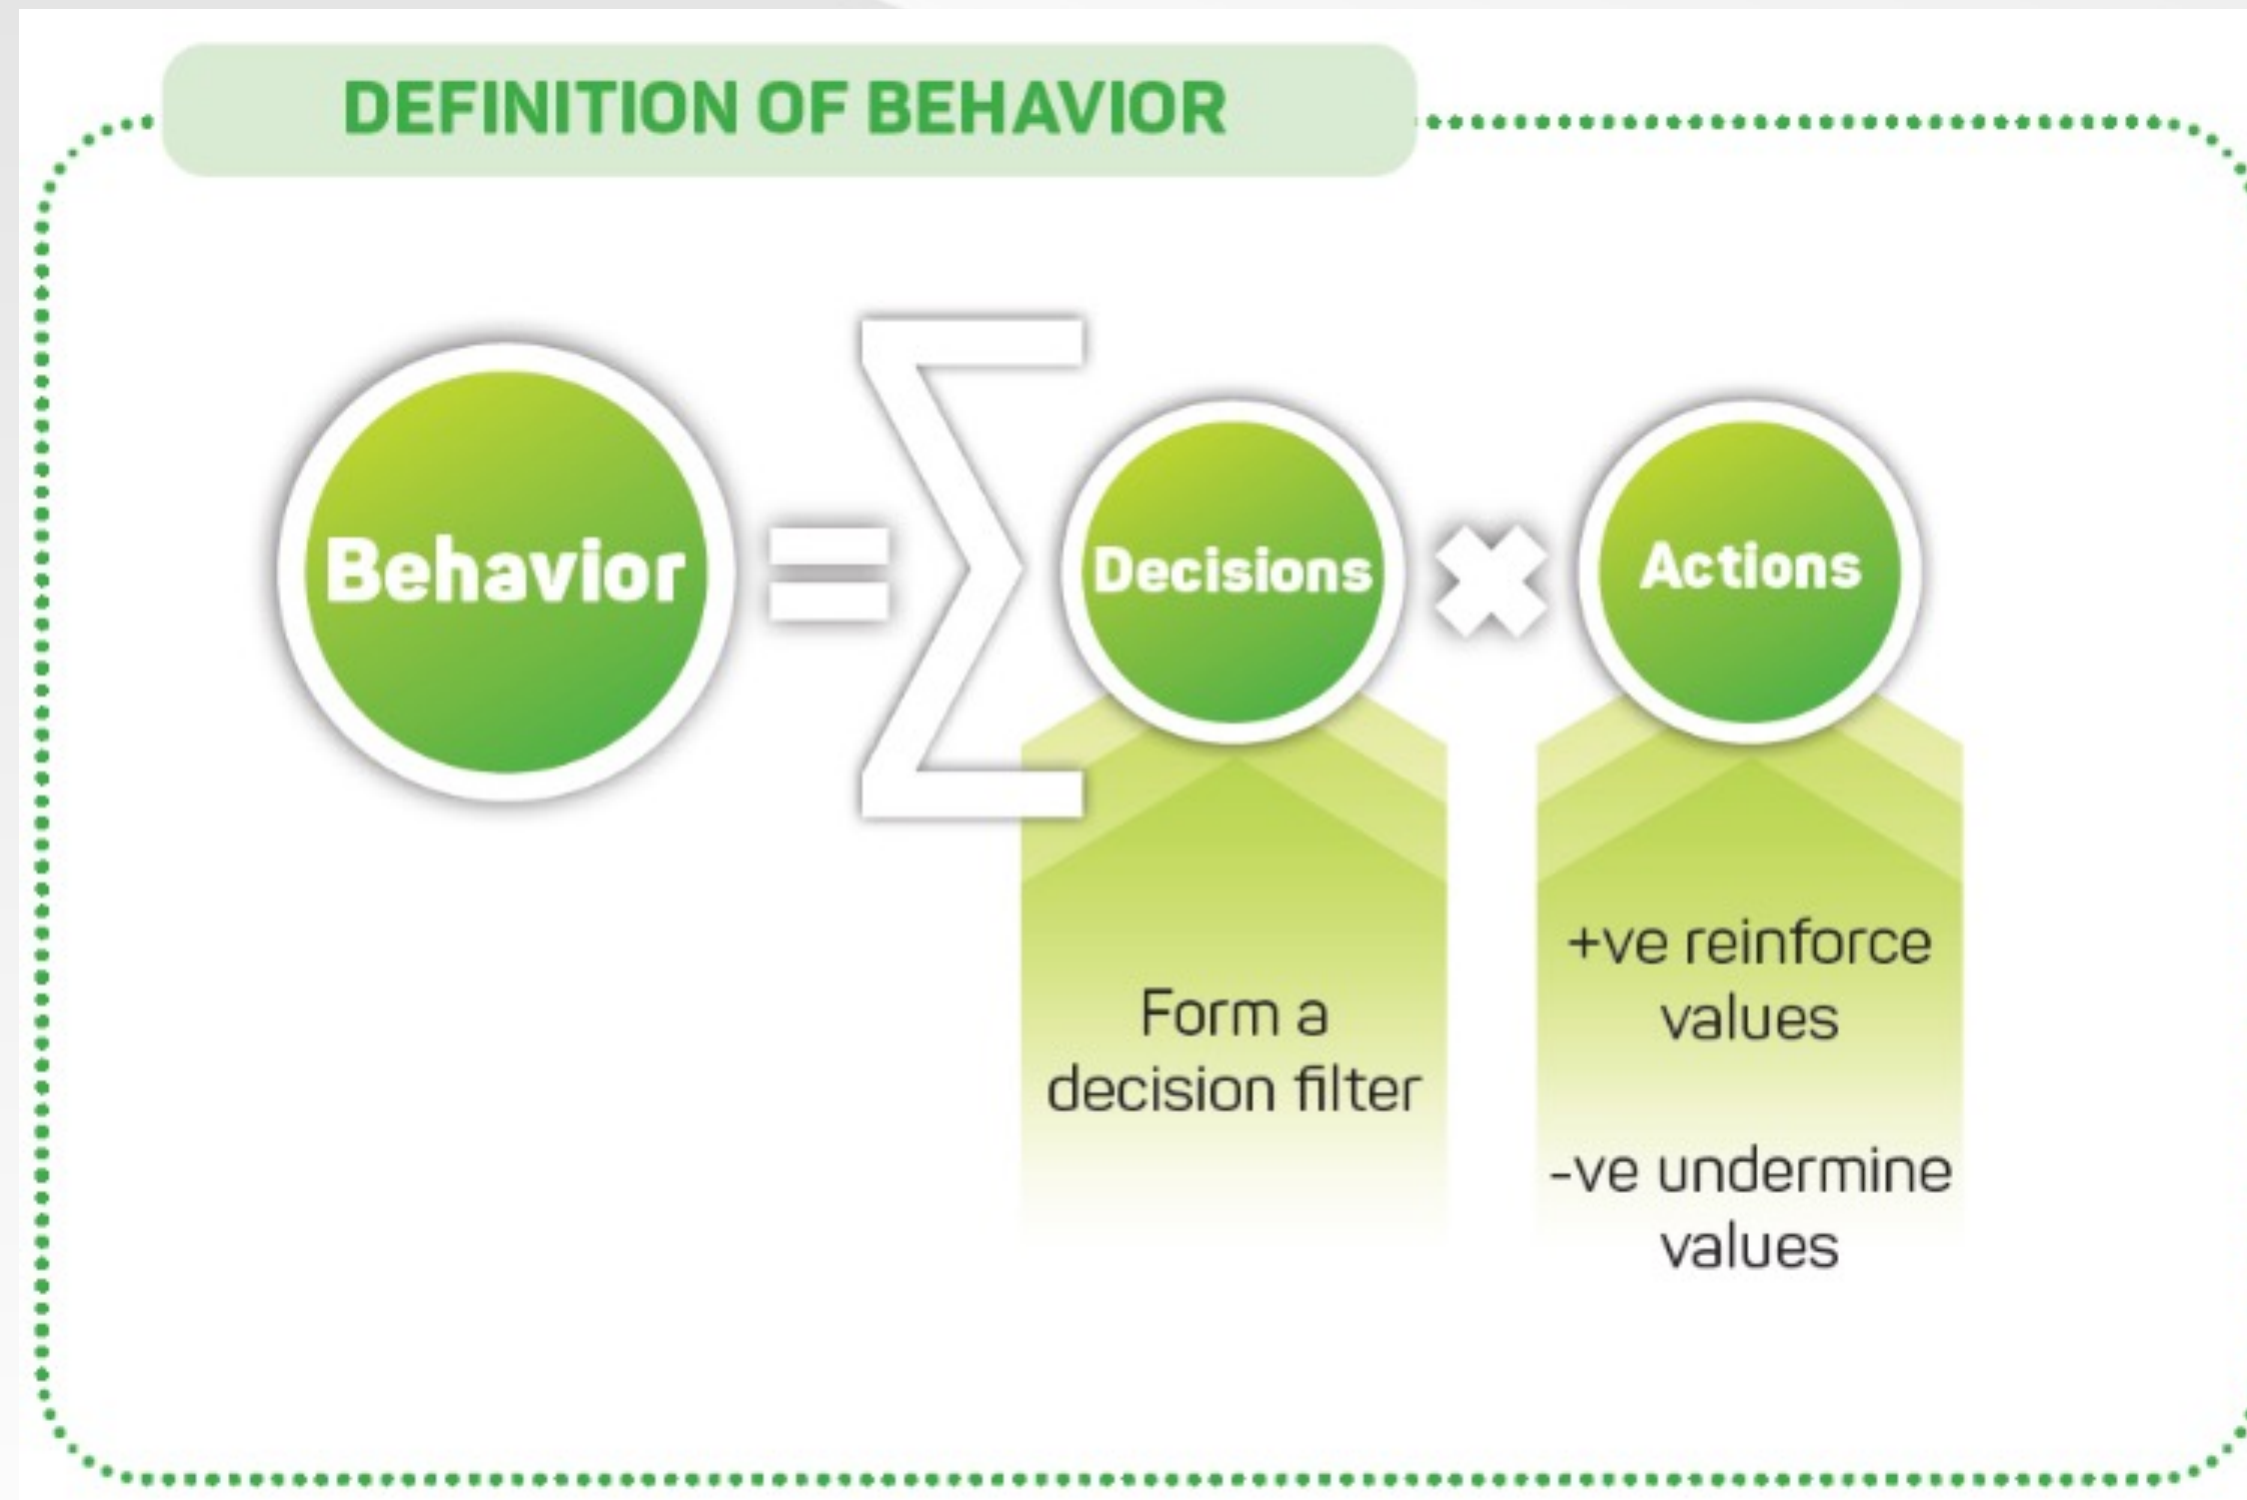 DEFINITION OF BEHAVIOR
Behavior = ∑ Decisions × Actions
Form a
decision filter
+ve reinforce
values
-ve undermine
values